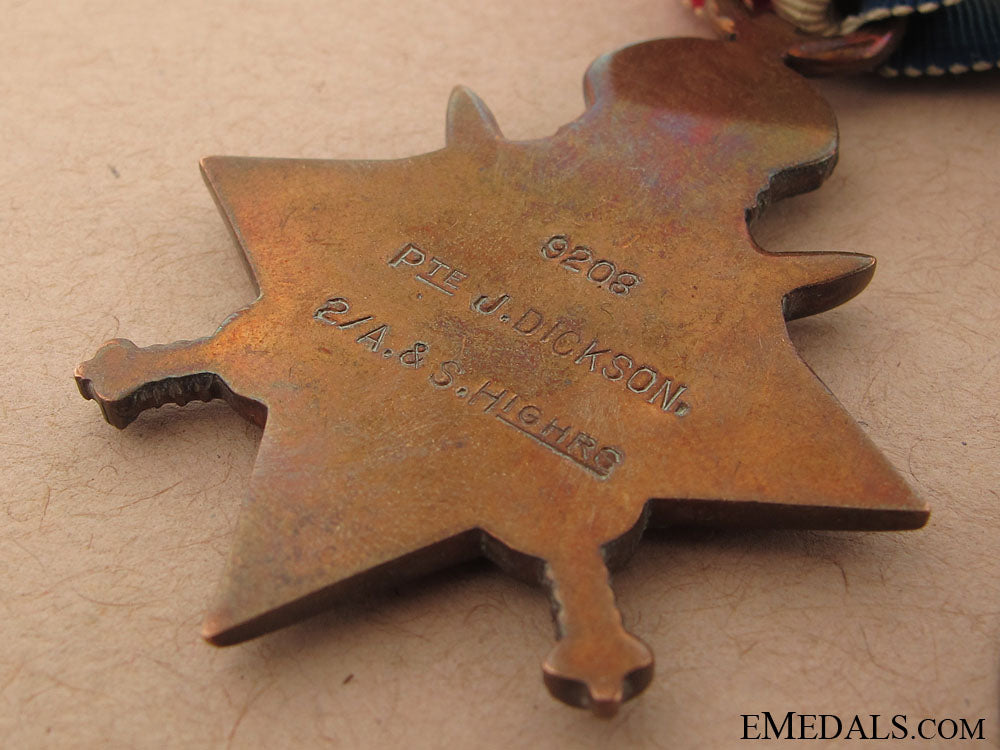 9208
PTE J. DICKSON.
2/A. & S. HIGHRS
EMEDALS.COM